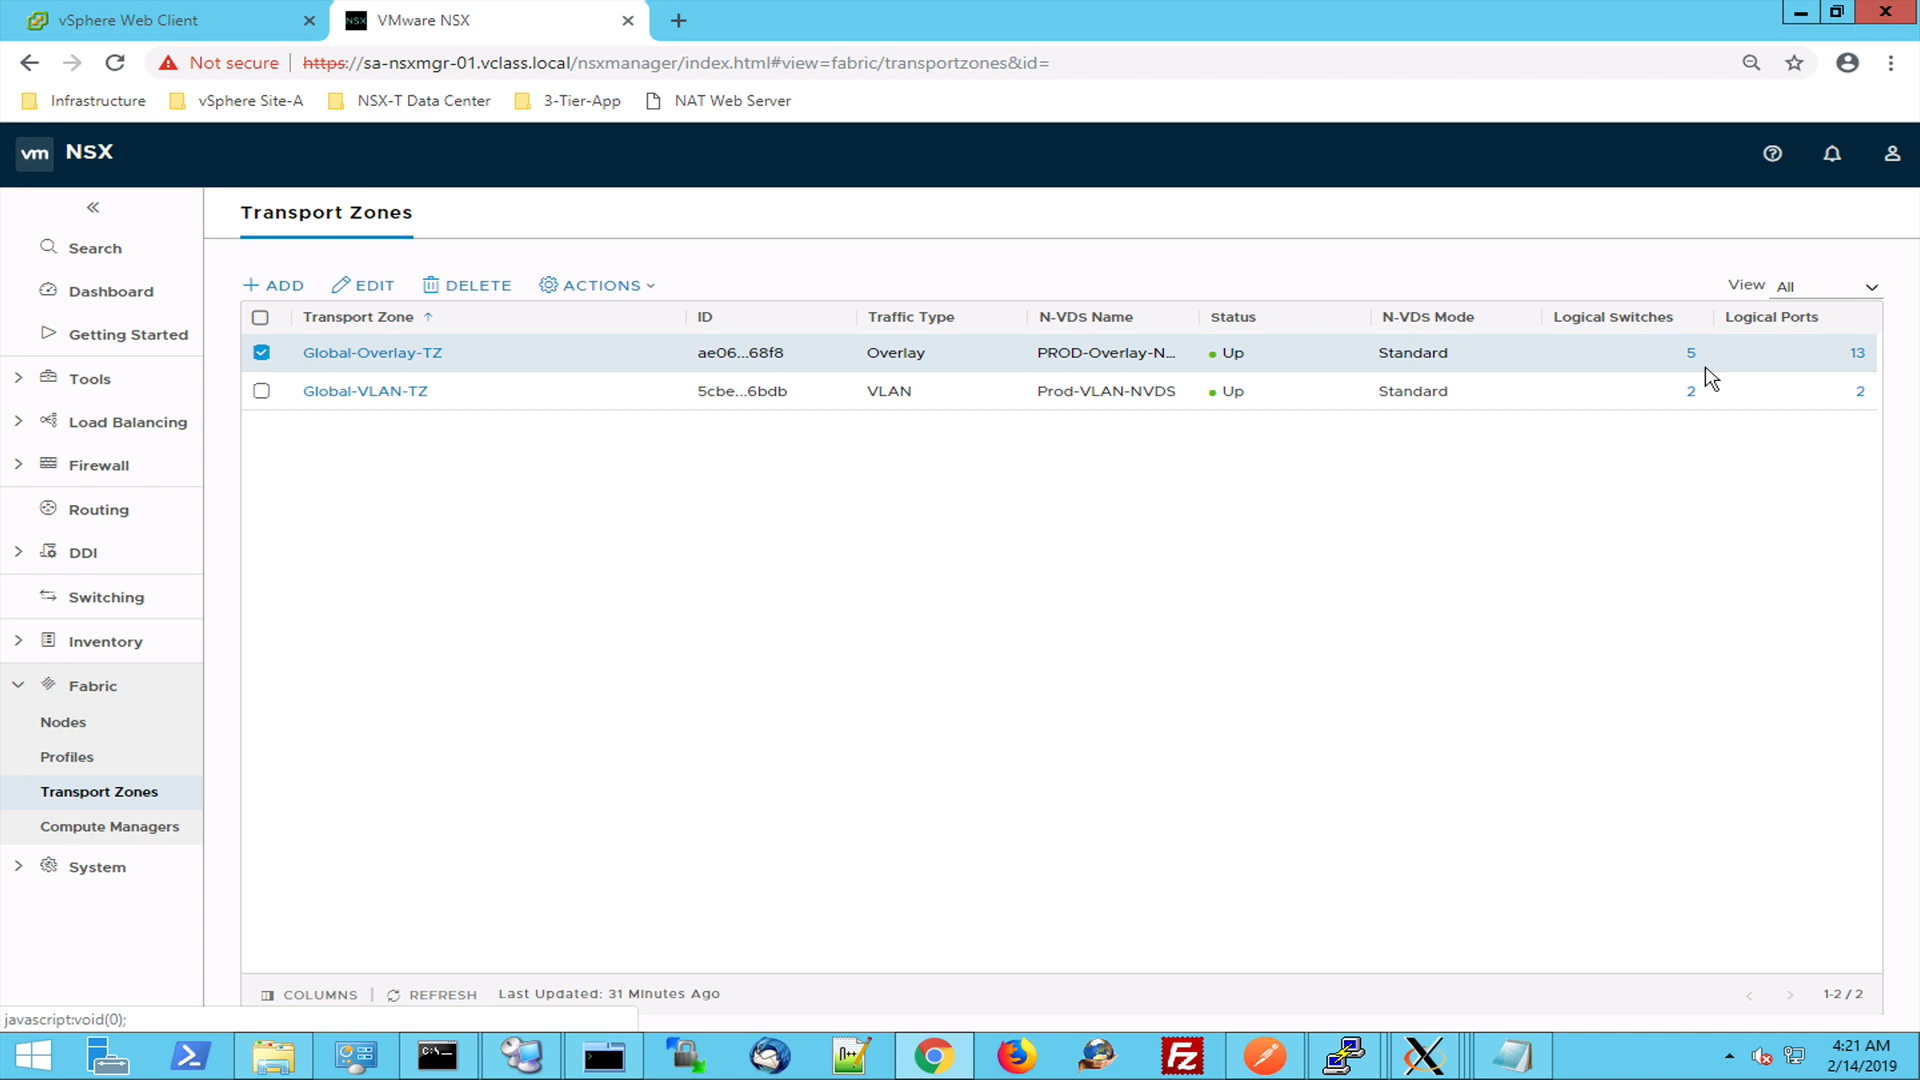 vSphere Web Client
VMware NSX
Not secure https://sa-nsxmgr-01.vclass.local/nsxmanager/index.html#view=fabric/transportzones&id=
Infrastructure vSphere Site-A NSX-T Data Center 3-Tier-App NAT Web Server
vm NSX
Transport Zones
Search
Dashboard
Getting Started
Tools
Load Balancing
Firewall
Routing
DDI
Switching
Inventory
Fabric
Nodes
Profiles
Transport Zones
Compute Managers
System
+ ADD EDIT DELETE ACTIONS View All
Transport Zone ID Traffic Type N-VDS Name Status N-VDS Mode Logical Switches Logical Ports
Global-Overlay-TZ ae06...68f8 Overlay PROD-Overlay-N... Up Standard 5 13
Global-VLAN-TZ 5cbe...6bdb VLAN Prod-VLAN-NVDS Up Standard 2 2
COLUMNS REFRESH Last Updated: 31 Minutes Ago 1-2 / 2
javascript:void(0);
4:21 AM
2/14/2019